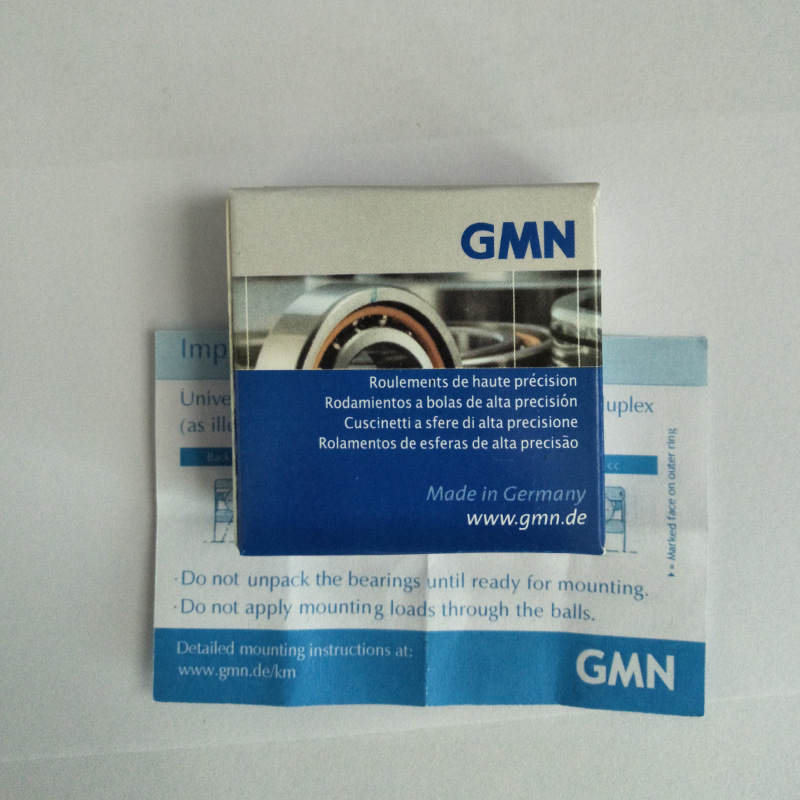 GMN
Roulements de haute précision
Rodamientos a bolas de alta precisión
Cuscinetti a sfere di alta precisione
Rolamentos de esferas de alta precisão
Made in Germany
www.gmn.de
Imp
Unive uplex
(as illu
Back <<
= Marked face on outer ring
·Do not unpack the bearings until ready for mounting.
·Do not apply mounting loads through the balls.
Detailed mounting instructions at:
www.gmn.de/km
GMN